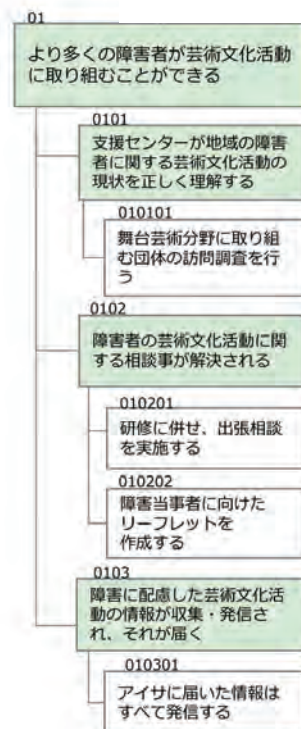 01
より多くの障害者が芸術文化活動
に取り組むことができる
0101
支援センターが地域の障害
者に関する芸術文化活動の
現状を正しく理解する
010101
舞台芸術分野に取り組
む団体の訪問調査を行
う
0102
障害者の芸術文化活動に関
する相談事が解決される
010201
研修に併せ、出張相談
を実施する
010202
障害当事者に向けた
リーフレットを
作成する
0103
障害に配慮した芸術文化活
動の情報が収集・発信さ
れ、それが届く
010301
アイサに届いた情報は
すべて発信する